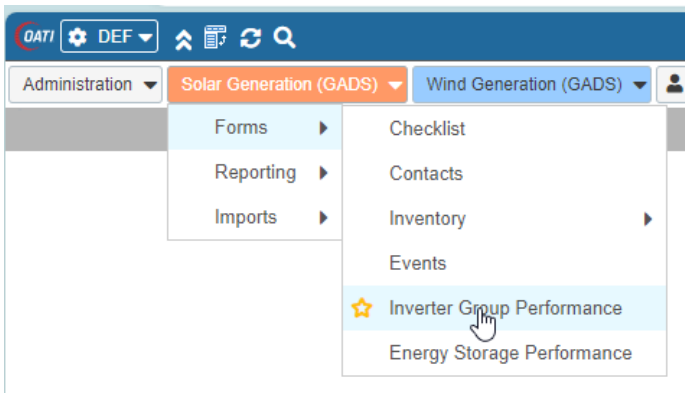 OATI DEF
Administration Solar Generation (GADS) Wind Generation (GADS)
Forms
Reporting
Imports
Checklist
Contacts
Inventory
Events
Inverter Group Performance
Energy Storage Performance